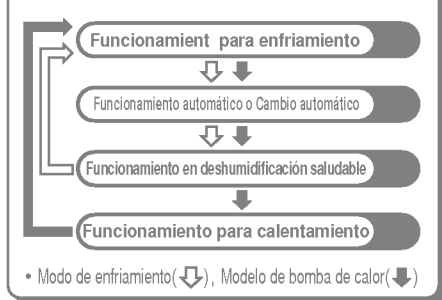 Funcionamient para enfriamiento
Funcionamiento automático o Cambio automático
Funcionamiento en deshumidificación saludable
Funcionamiento para calentamiento
• Modo de enfriamiento( ), Modelo de bomba de calor( )